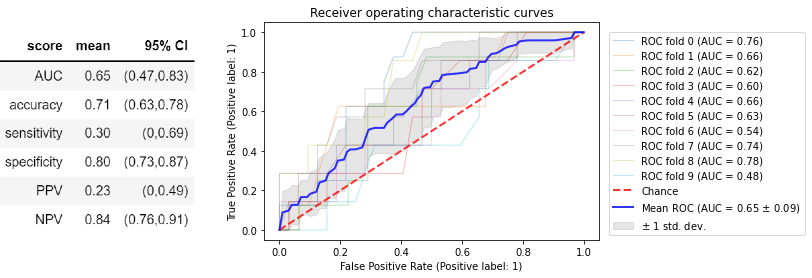 score mean 95% CI
AUC 0.65 (0.47,0.83)
accuracy 0.71 (0.63,0.78)
sensitivity 0.30 (0,0.69)
specificity 0.80 (0.73,0.87)
PPV 0.23 (0,0.49)
NPV 0.84 (0.76,0.91)
Receiver operating characteristic curves
True Positive Rate (Positive label: 1)
1.0
0.8
0.6
0.4
0.2
0.0
0.0 0.2 0.4 0.6 0.8 1.0
False Positive Rate (Positive label: 1)
ROC fold 0 (AUC = 0.76)
ROC fold 1 (AUC = 0.66)
ROC fold 2 (AUC = 0.62)
ROC fold 3 (AUC = 0.60)
ROC fold 4 (AUC = 0.66)
ROC fold 5 (AUC = 0.63)
ROC fold 6 (AUC = 0.54)
ROC fold 7 (AUC = 0.74)
ROC fold 8 (AUC = 0.78)
ROC fold 9 (AUC = 0.48)
Chance
Mean ROC (AUC = 0.65 ± 0.09)
± 1 std. dev.